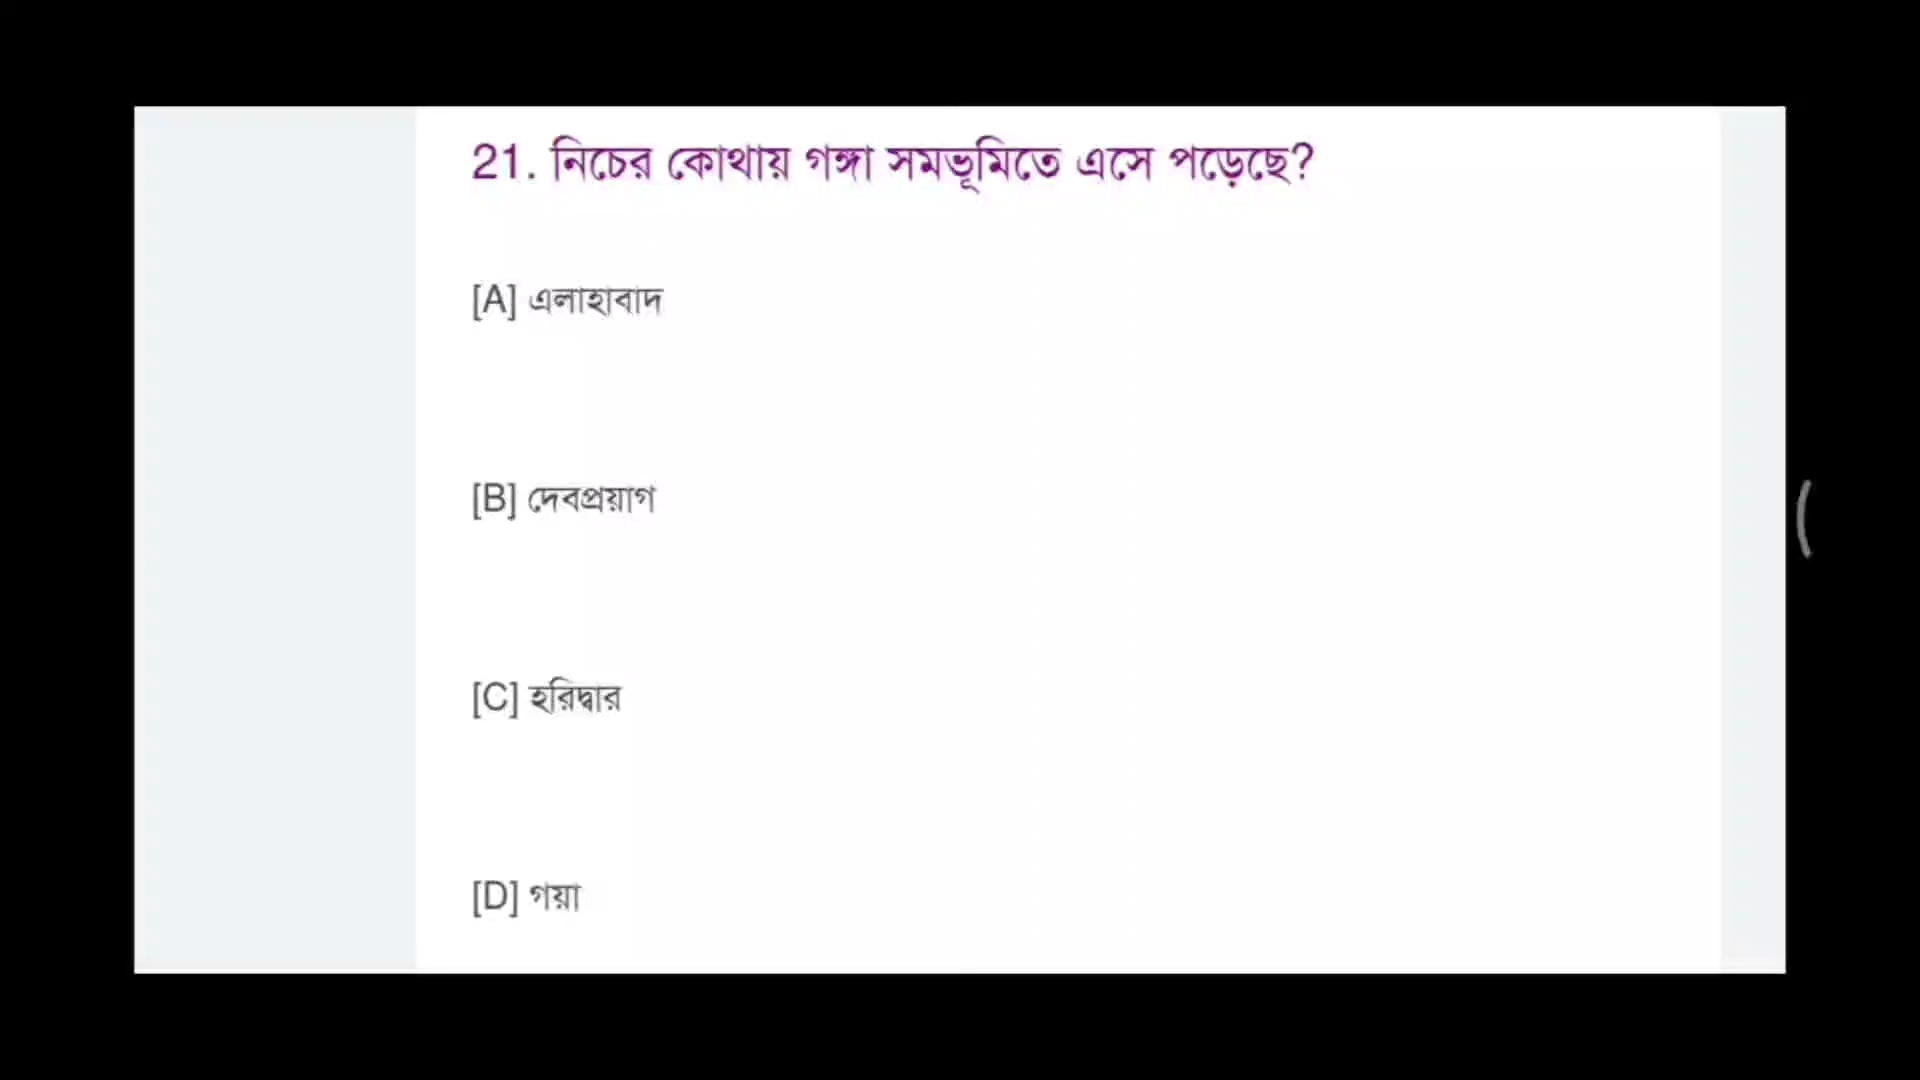 21. নিচের কোথায় গঙ্গা সমভূমিতে এসে পড়েছে?
[A] এলাহাবাদ
[B] দেবপ্রয়াগ
[C] হরিদ্বার
[D] গয়া